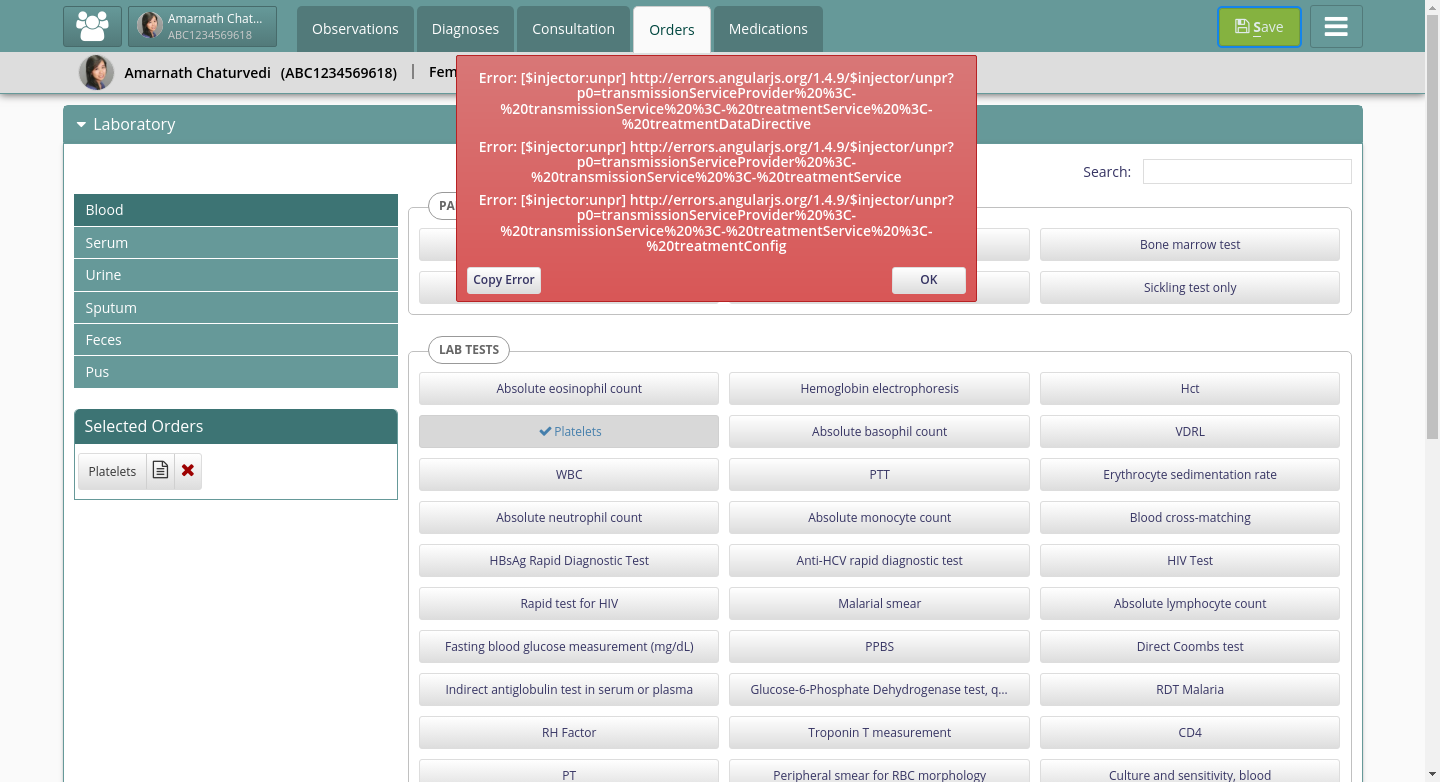 Amarnath Chat...
ABC1234569618
Observations
Diagnoses
Consultation
Orders
Medications
Save
Amarnath Chaturvedi (ABC1234569618) | Fem
Error: [$injector:unpr] http://errors.angularjs.org/1.4.9/$injector/unpr?
p0=transmissionServiceProvider%20%3C-
%20transmissionService%20%3C-%20treatmentService%20%3C-
%20treatmentDataDirective
Error: [$injector:unpr] http://errors.angularjs.org/1.4.9/$injector/unpr?
p0=transmissionServiceProvider%20%3C-
%20transmissionService%20%3C-%20treatmentService
Error: [$injector:unpr] http://errors.angularjs.org/1.4.9/$injector/unpr?
p0=transmissionServiceProvider%20%3C-
%20transmissionService%20%3C-%20treatmentService%20%3C-
%20treatmentConfig
Copy Error
OK
Laboratory
Search:
Blood
Serum
Urine
Sputum
Feces
Pus
Selected Orders
Platelets
PA
Bone marrow test
Sickling test only
LAB TESTS
Absolute eosinophil count
Hemoglobin electrophoresis
Hct
Platelets
Absolute basophil count
VDRL
WBC
PTT
Erythrocyte sedimentation rate
Absolute neutrophil count
Absolute monocyte count
Blood cross-matching
HBsAg Rapid Diagnostic Test
Anti-HCV rapid diagnostic test
HIV Test
Rapid test for HIV
Malarial smear
Absolute lymphocyte count
Fasting blood glucose measurement (mg/dL)
PPBS
Direct Coombs test
Indirect antiglobulin test in serum or plasma
Glucose-6-Phosphate Dehydrogenase test, q...
RDT Malaria
RH Factor
Troponin T measurement
CD4
PT
Peripheral smear for RBC morphology
Culture and sensitivity, blood